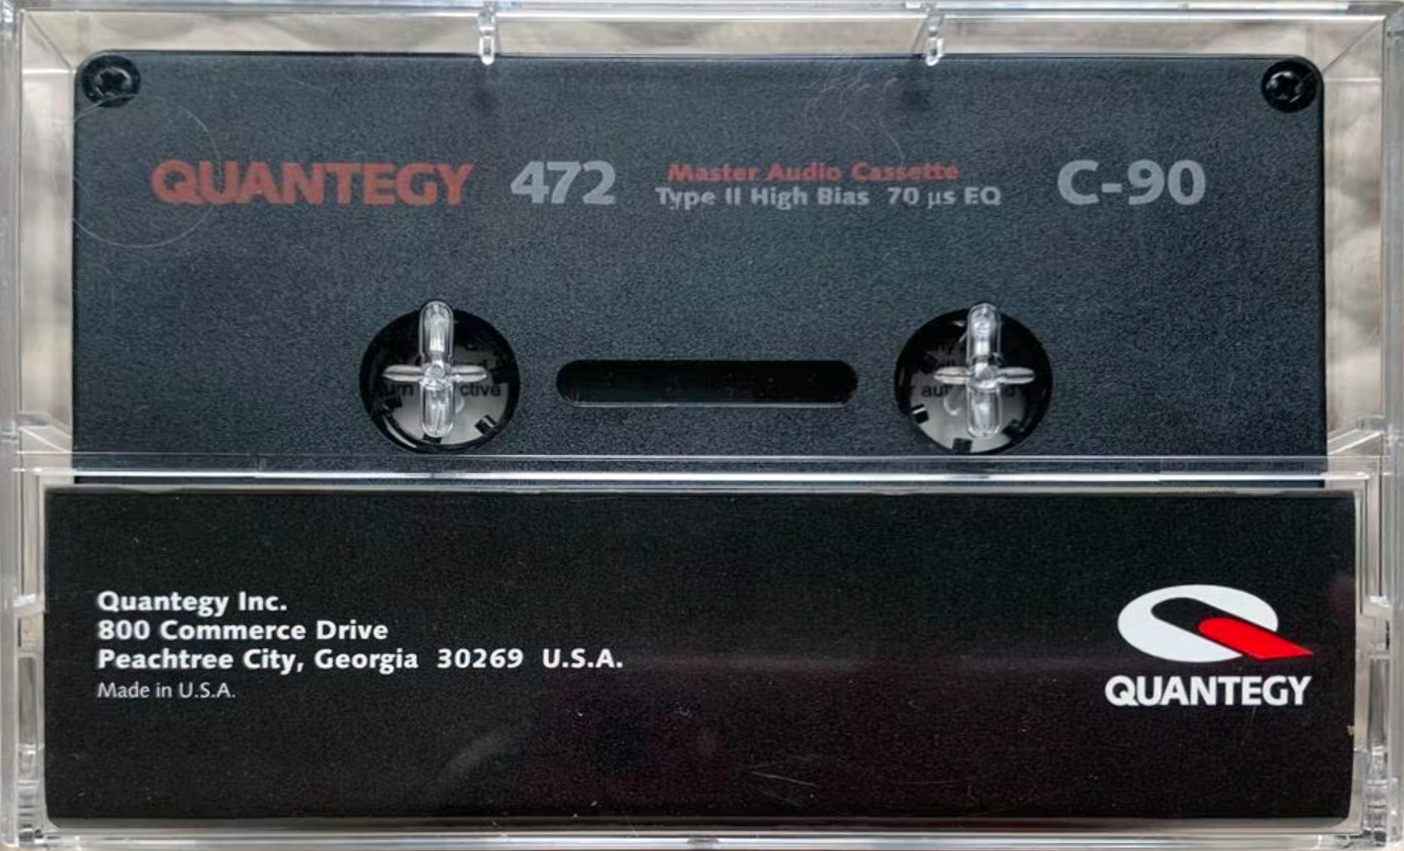 QUANTEGY 472 Master Audio Cassette C-90
Type II High Bias 70 µs EQ
Quantegy Inc.
800 Commerce Drive
Peachtree City, Georgia 30269 U.S.A.
Made in U.S.A.
QUANTEGY